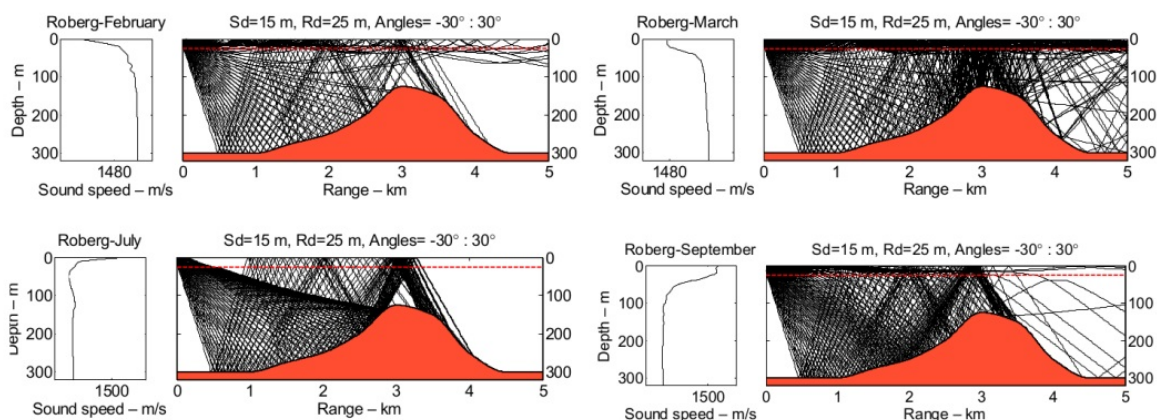 Roberg-February
Sd=15 m, Rd=25 m, Angles= -30° : 30°
0
0
100
100
200
200
300
300
Depth – m
1480
Sound speed – m/s
0 1 2 3 4 5
Range – km
Roberg-March
Sd=15 m, Rd=25 m, Angles= -30° : 30°
0
0
100
100
200
200
300
300
Depth – m
1480
Sound speed – m/s
0 1 2 3 4 5
Range – km
Roberg-July
Sd=15 m, Rd=25 m, Angles= -30° : 30°
0
0
100
100
200
200
300
300
Depth – m
1500
Sound speed – m/s
0 1 2 3 4 5
Range – km
Roberg-September
Sd=15 m, Rd=25 m, Angles= -30° : 30°
0
0
100
100
200
200
300
300
Depth – m
1500
Sound speed – m/s
0 1 2 3 4 5
Range – km